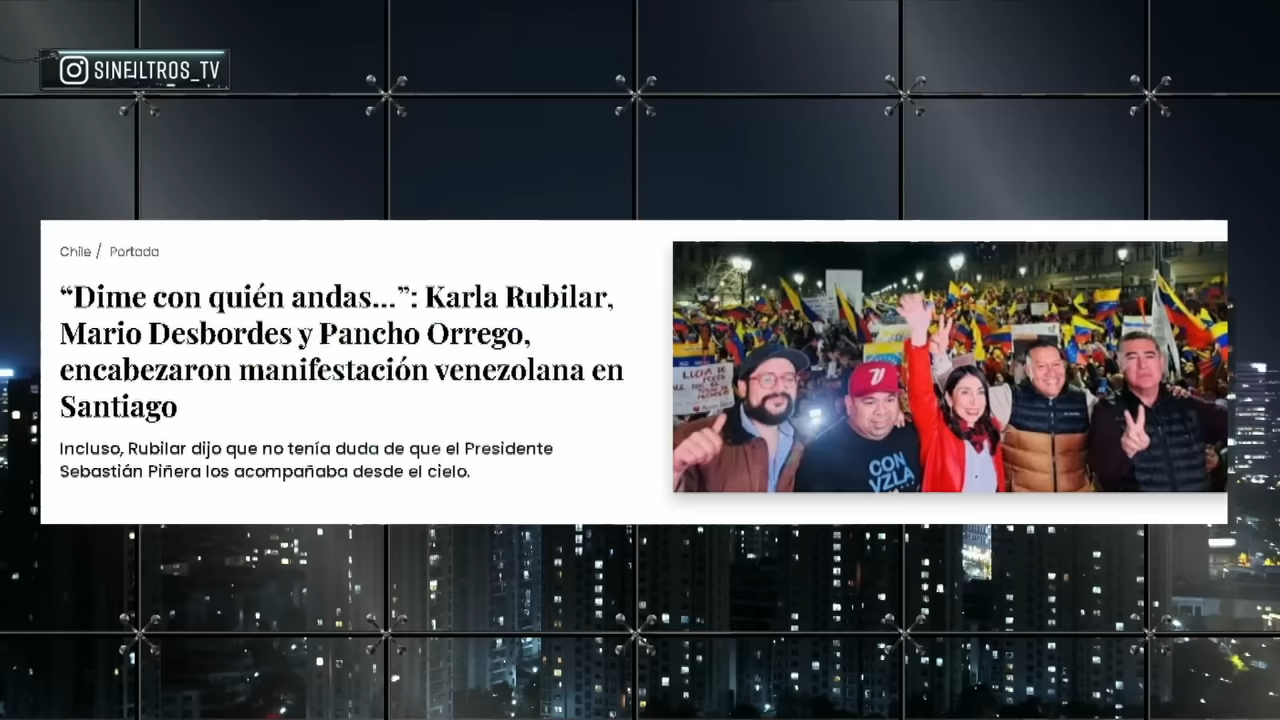 SINFILTROS_TV
Chile / Portada
“Dime con quién andas...”: Karla Rubilar,
Mario Desbordes y Pancho Orrego,
encabezaron manifestación venezolana en
Santiago
Incluso, Rubilar dijo que no tenía duda de que el Presidente
Sebastián Piñera los acompañaba desde el cielo.
CON
VZLA